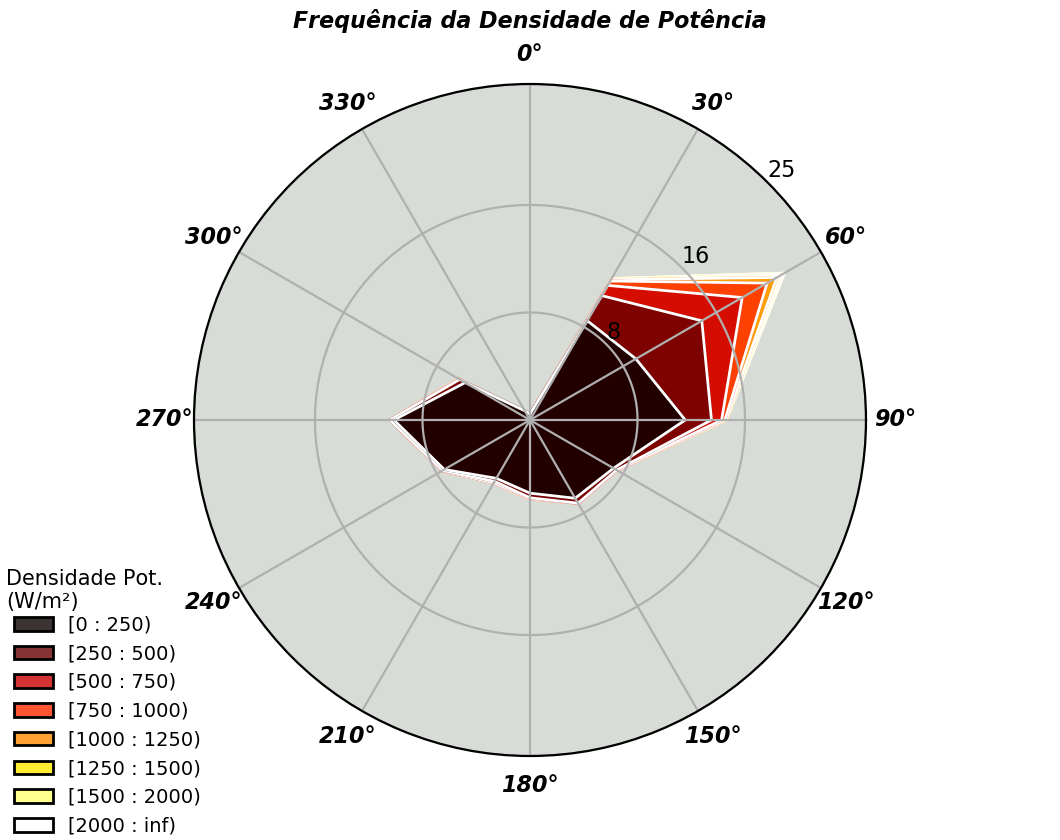 Frequência da Densidade de Potência
0°
330°
30°
25
300°
60°
16
8
270°
90°
240°
120°
210°
150°
180°
Densidade Pot.
(W/m²)
[0 : 250)
[250 : 500)
[500 : 750)
[750 : 1000)
[1000 : 1250)
[1250 : 1500)
[1500 : 2000)
[2000 : inf)